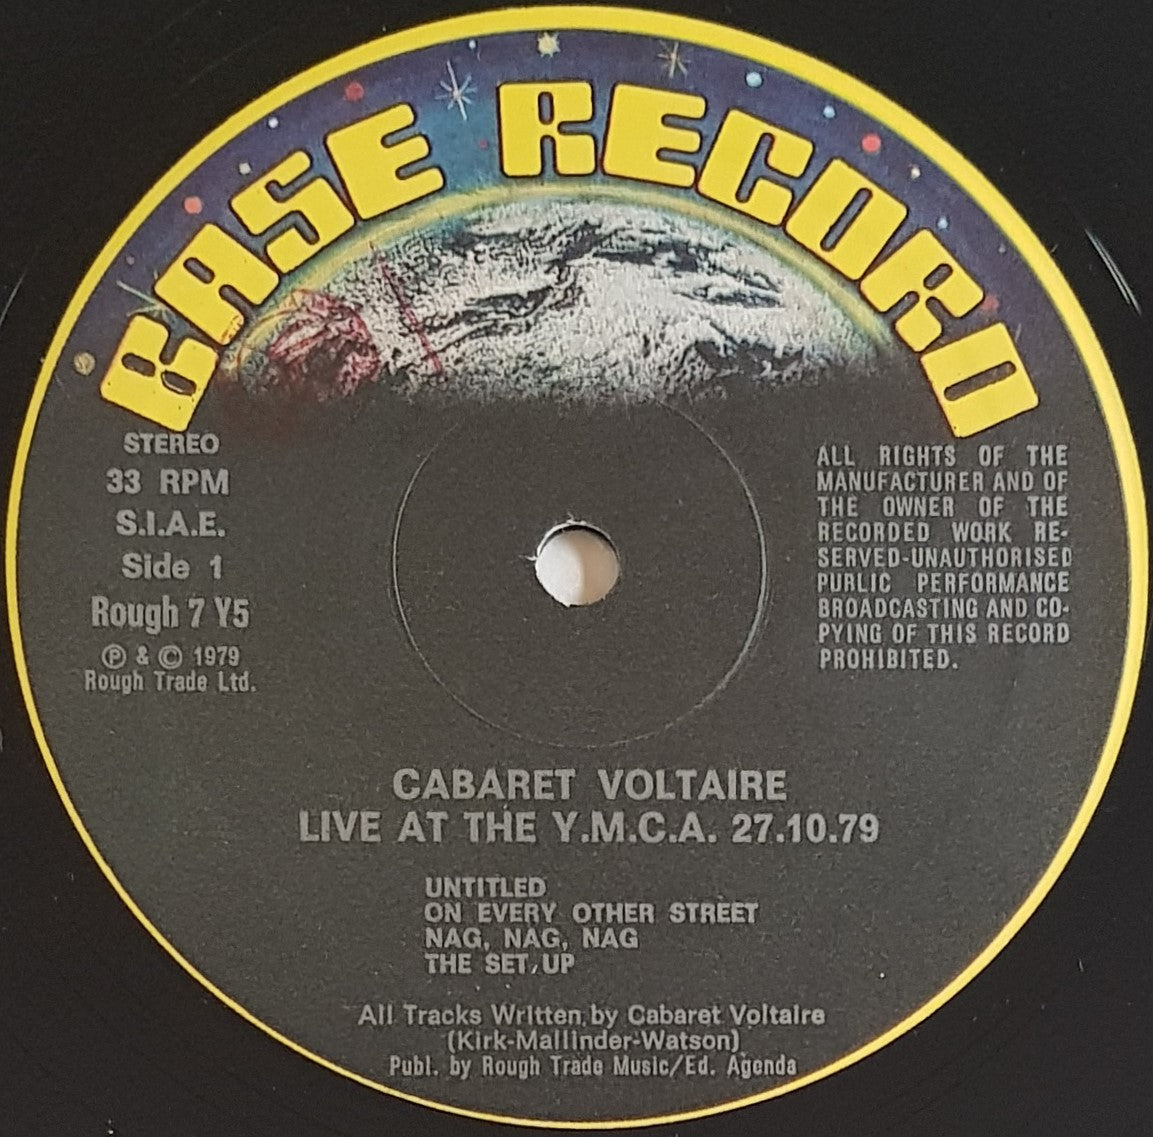 BASE RECORD
STEREO
33 RPM
S.I.A.E.
Side 1
Rough 7 Y5
Ⓟ & © 1979
Rough Trade Ltd.
ALL RIGHTS OF THE
MANUFACTURER AND OF
THE OWNER OF THE
RECORDED WORK RE-
SERVED-UNAUTHORISED
PUBLIC PERFORMANCE
BROADCASTING AND CO-
PYING OF THIS RECORD
PROHIBITED.
CABARET VOLTAIRE
LIVE AT THE Y.M.C.A. 27.10.79
UNTITLED
ON EVERY OTHER STREET
NAG, NAG, NAG
THE SET, UP
All Tracks Written by Cabaret Voltaire
(Kirk-Mallinder-Watson)
Publ. by Rough Trade Music/Ed. Agenda